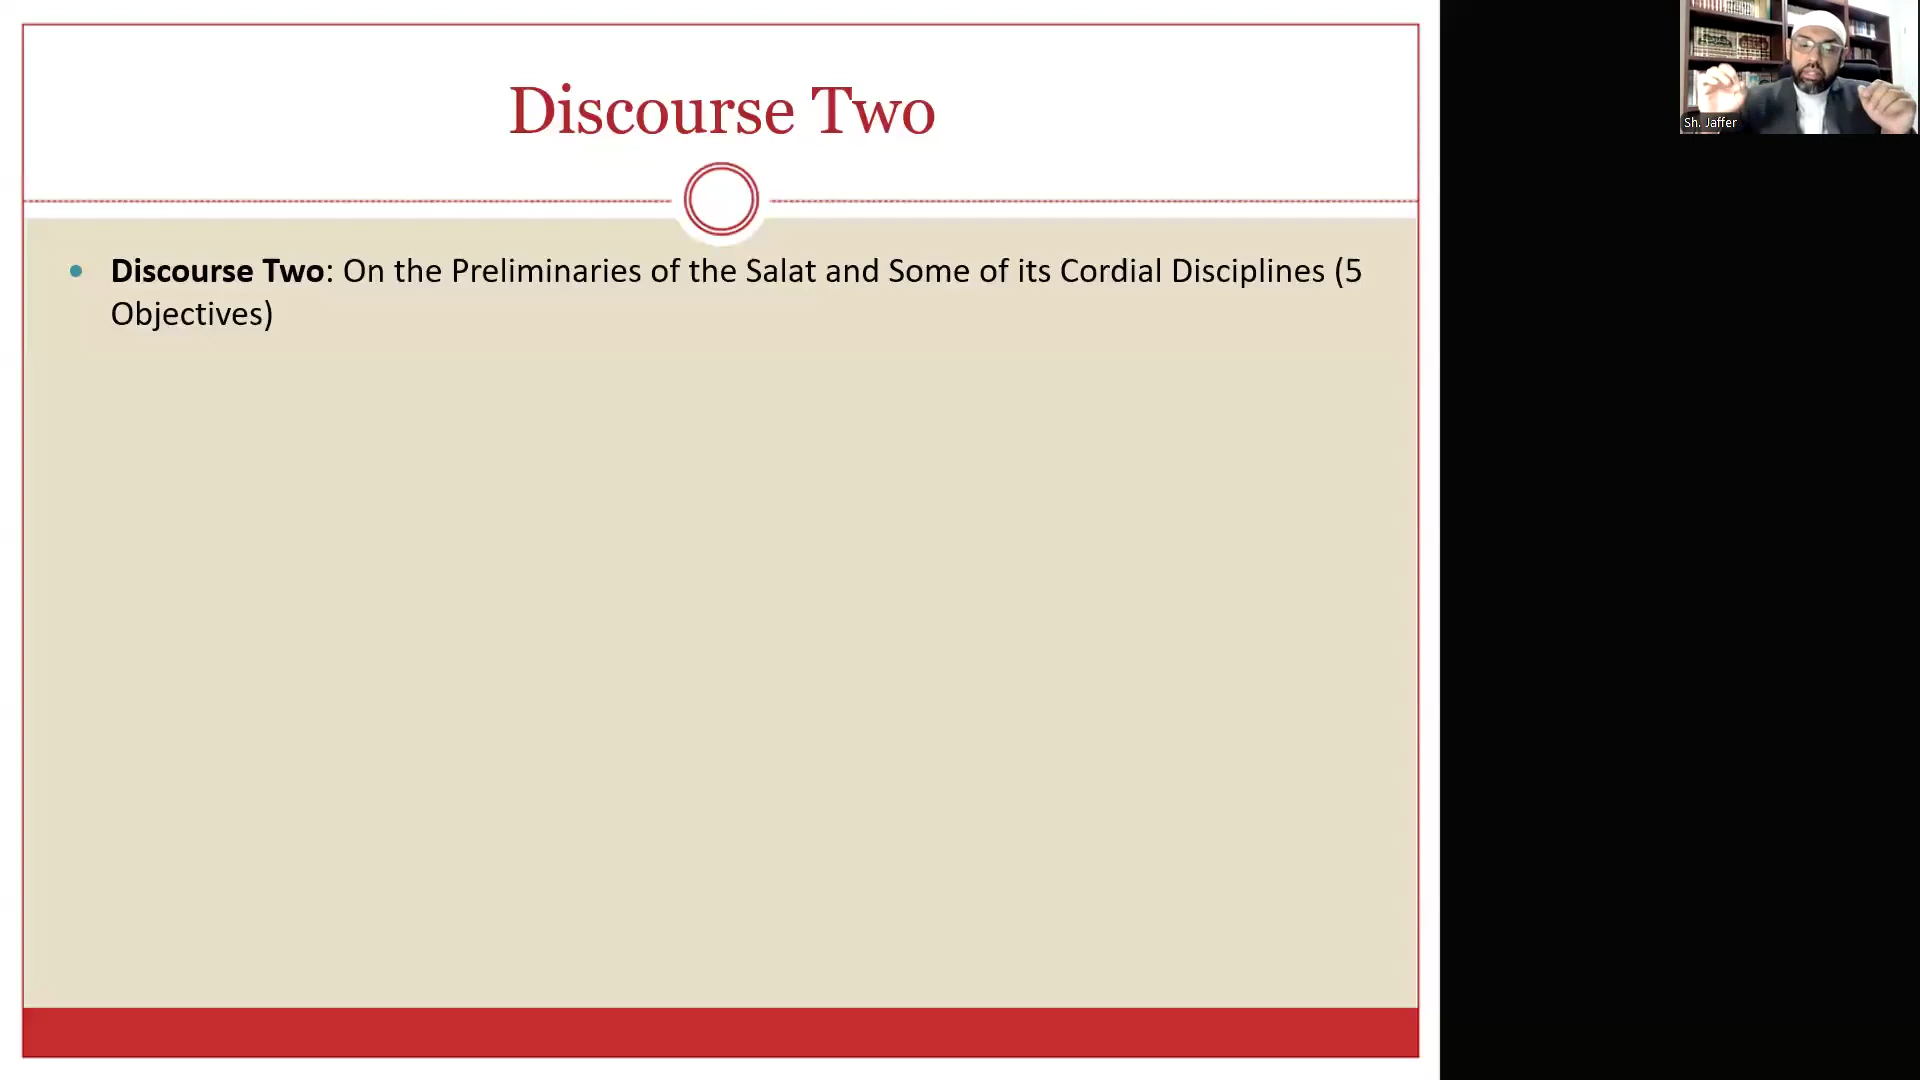 Discourse Two
Discourse Two: On the Preliminaries of the Salat and Some of its Cordial Disciplines (5
Objectives)
Sh. Jaffer